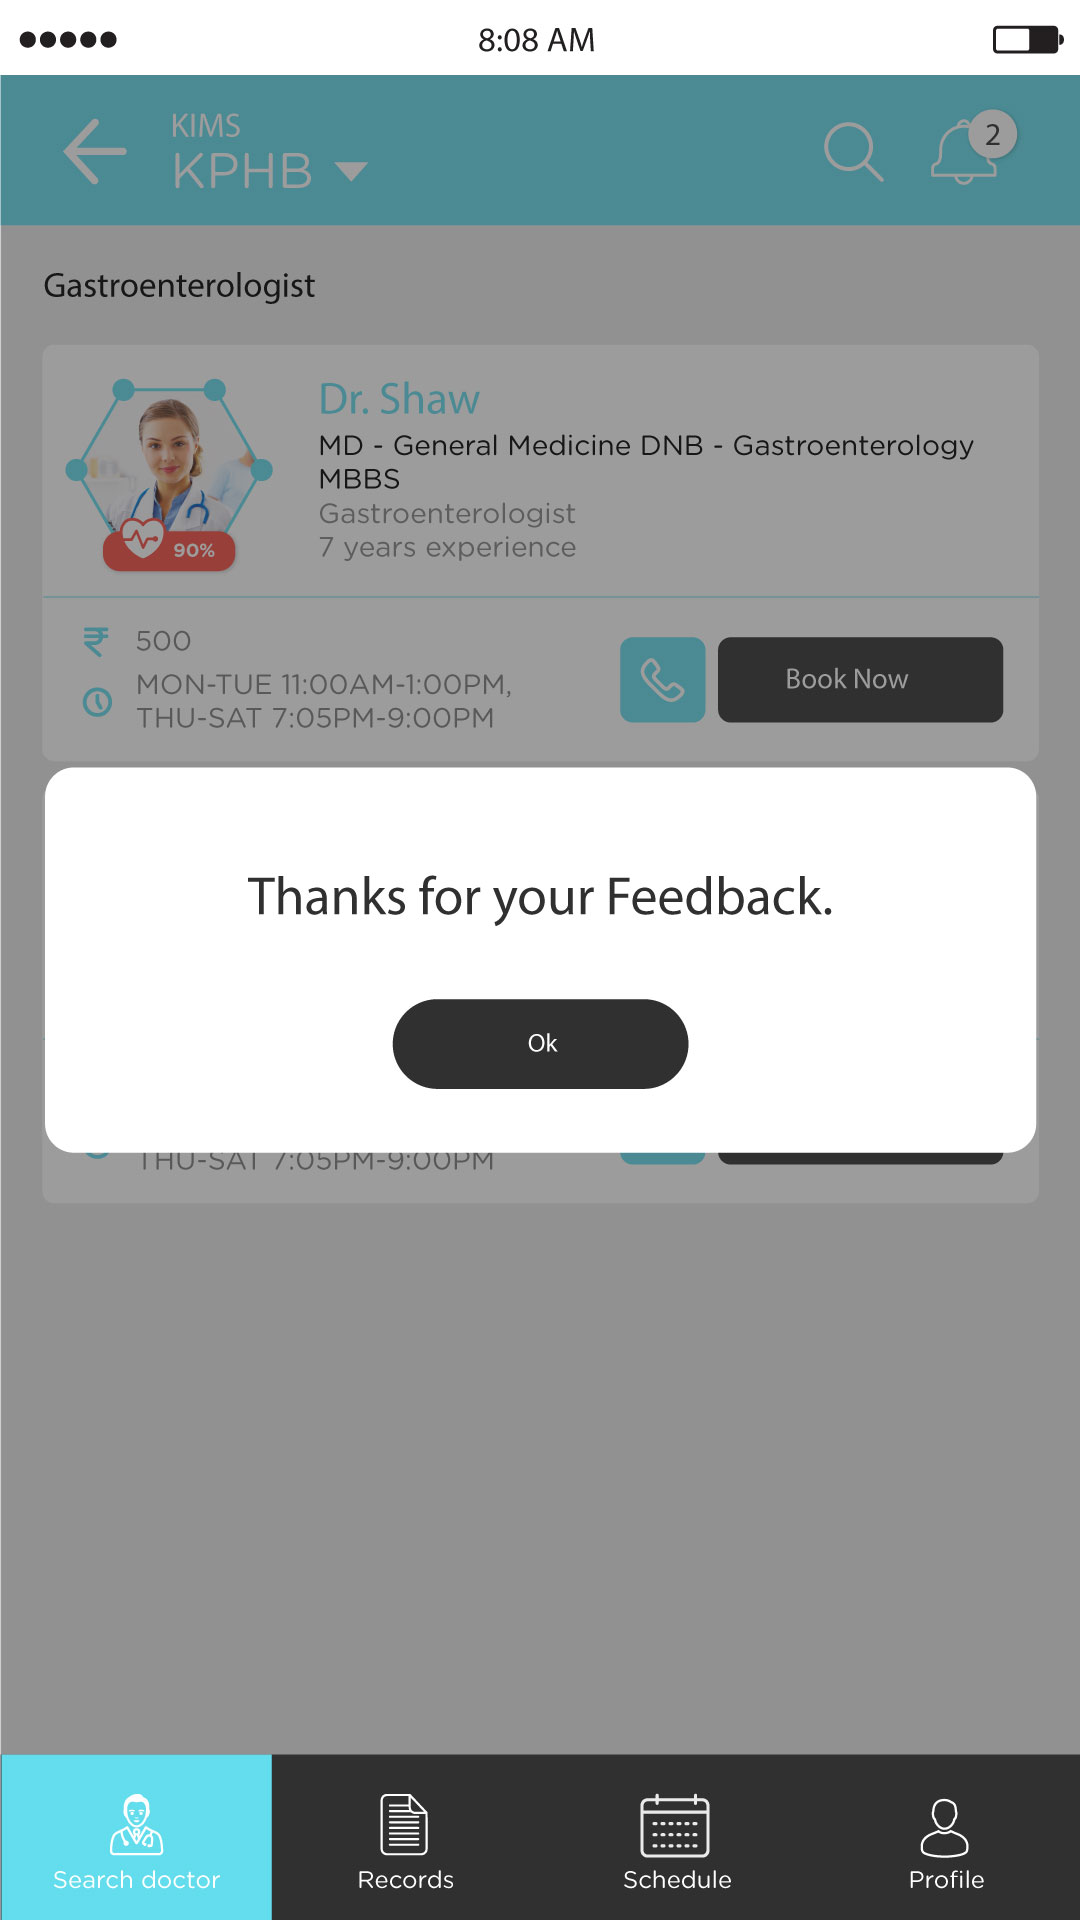 8:08 AM
KIMS
KPHB
2
Gastroenterologist
Dr. Shaw
MD - General Medicine DNB - Gastroenterology
MBBS
Gastroenterologist
7 years experience
90%
₹ 500
MON-TUE 11:00AM-1:00PM,
THU-SAT 7:05PM-9:00PM
Book Now
Thanks for your Feedback.
Ok
THU-SAT 7:05PM-9:00PM
Search doctor
Records
Schedule
Profile